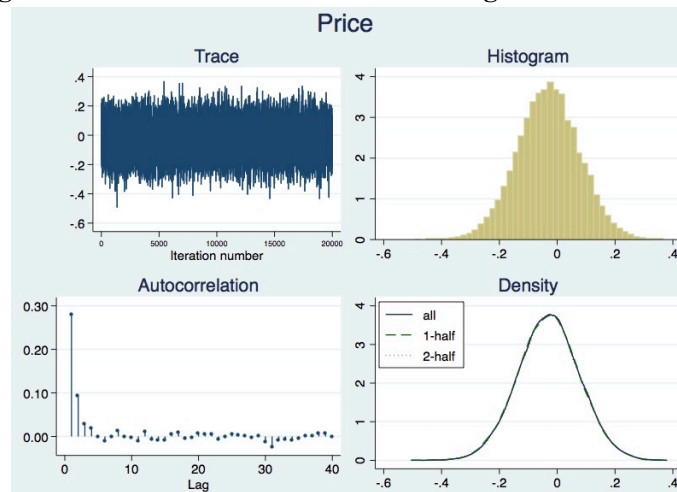 Price
Trace
.4
.2
0
-.2
-.4
-.6
0 5000 10000 15000 20000
Iteration number
Histogram
4
3
2
1
0
-.6 -.4 -.2 0 .2 .4
Autocorrelation
0.30
0.20
0.10
0.00
0 10 20 30 40
Lag
Density
all
1-half
2-half
4
3
2
1
0
-.6 -.4 -.2 0 .2 .4